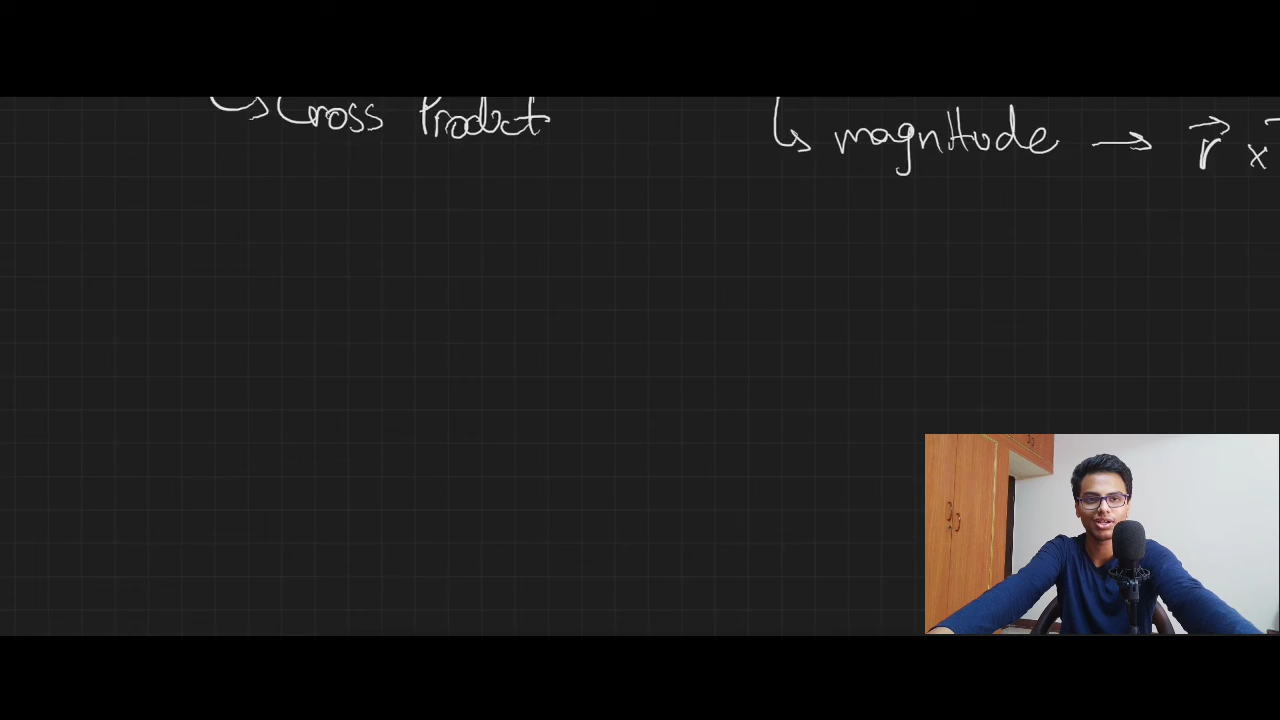 ↳ Cross Product
↳ magnitude → r⃗ ×